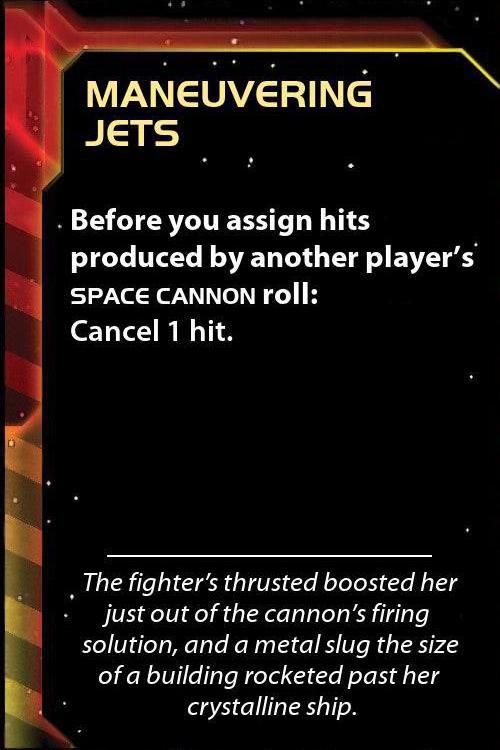 MANEUVERING
JETS
Before you assign hits
produced by another player's
SPACE CANNON roll:
Cancel 1 hit.
The fighter's thrusted boosted her
just out of the cannon's firing
solution, and a metal slug the size
of a building rocketed past her
crystalline ship.